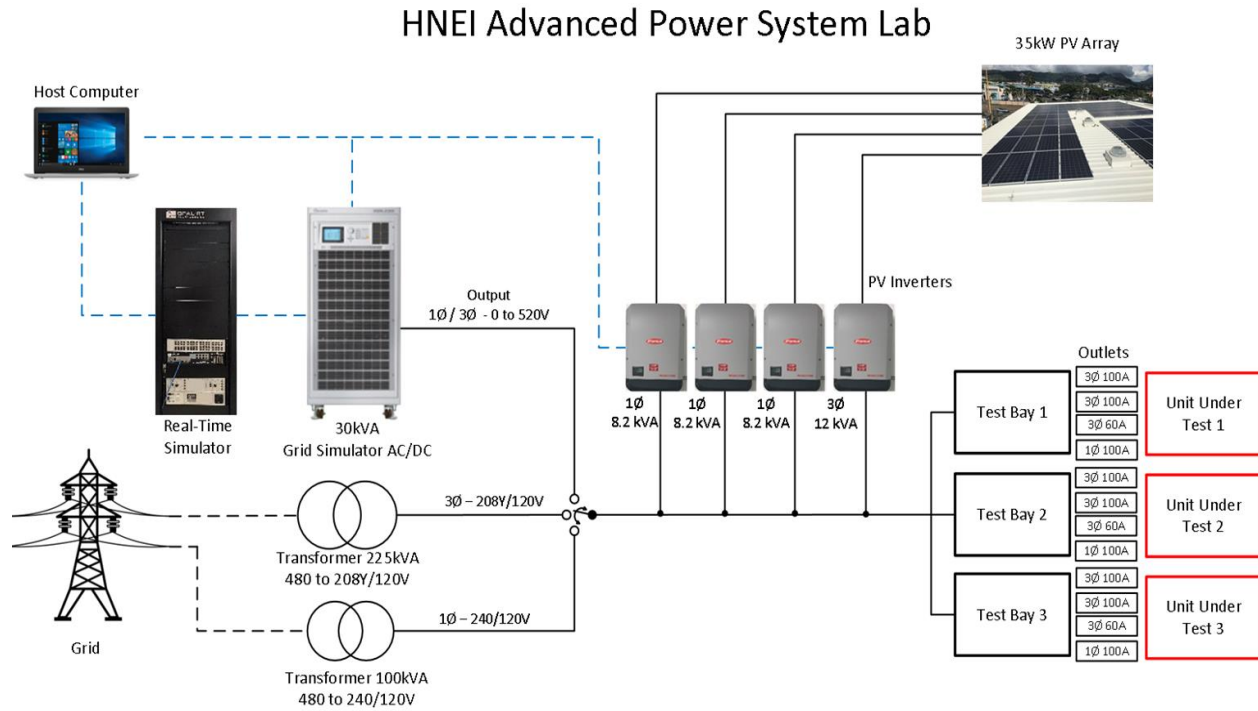 HNEI Advanced Power System Lab
35kW PV Array
Host Computer
OPAL-RT
Output
1Ø / 3Ø - 0 to 520V
PV Inverters
Real-Time
Simulator
30kVA
Grid Simulator AC/DC
1Ø
8.2 kVA
1Ø
8.2 kVA
1Ø
8.2 kVA
3Ø
12 kVA
Outlets
Test Bay 1
3Ø 100A
3Ø 100A
3Ø 60A
1Ø 100A
Unit Under
Test 1
Test Bay 2
3Ø 100A
3Ø 100A
3Ø 60A
1Ø 100A
Unit Under
Test 2
Test Bay 3
3Ø 100A
3Ø 100A
3Ø 60A
1Ø 100A
Unit Under
Test 3
3Ø – 208Y/120V
Transformer 225kVA
480 to 208Y/120V
1Ø – 240/120V
Grid
Transformer 100kVA
480 to 240/120V